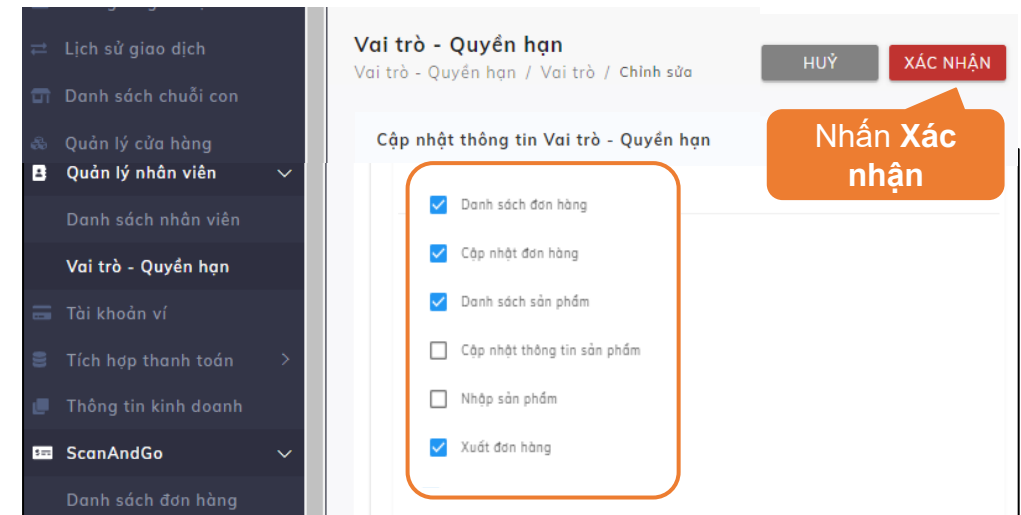 Lịch sử giao dịch
Danh sách chuỗi con
Quản lý cửa hàng
Quản lý nhân viên
Danh sách nhân viên
Vai trò - Quyền hạn
Tài khoản ví
Tích hợp thanh toán
Thông tin kinh doanh
ScanAndGo
Danh sách đơn hàng
Vai trò - Quyền hạn
Vai trò - Quyền hạn / Vai trò / Chỉnh sửa
HUỶ
XÁC NHẬN
Nhấn Xác
nhận
Cập nhật thông tin Vai trò - Quyền hạn
Danh sách đơn hàng
Cập nhật đơn hàng
Danh sách sản phẩm
Cập nhật thông tin sản phẩm
Nhập sản phẩm
Xuất đơn hàng